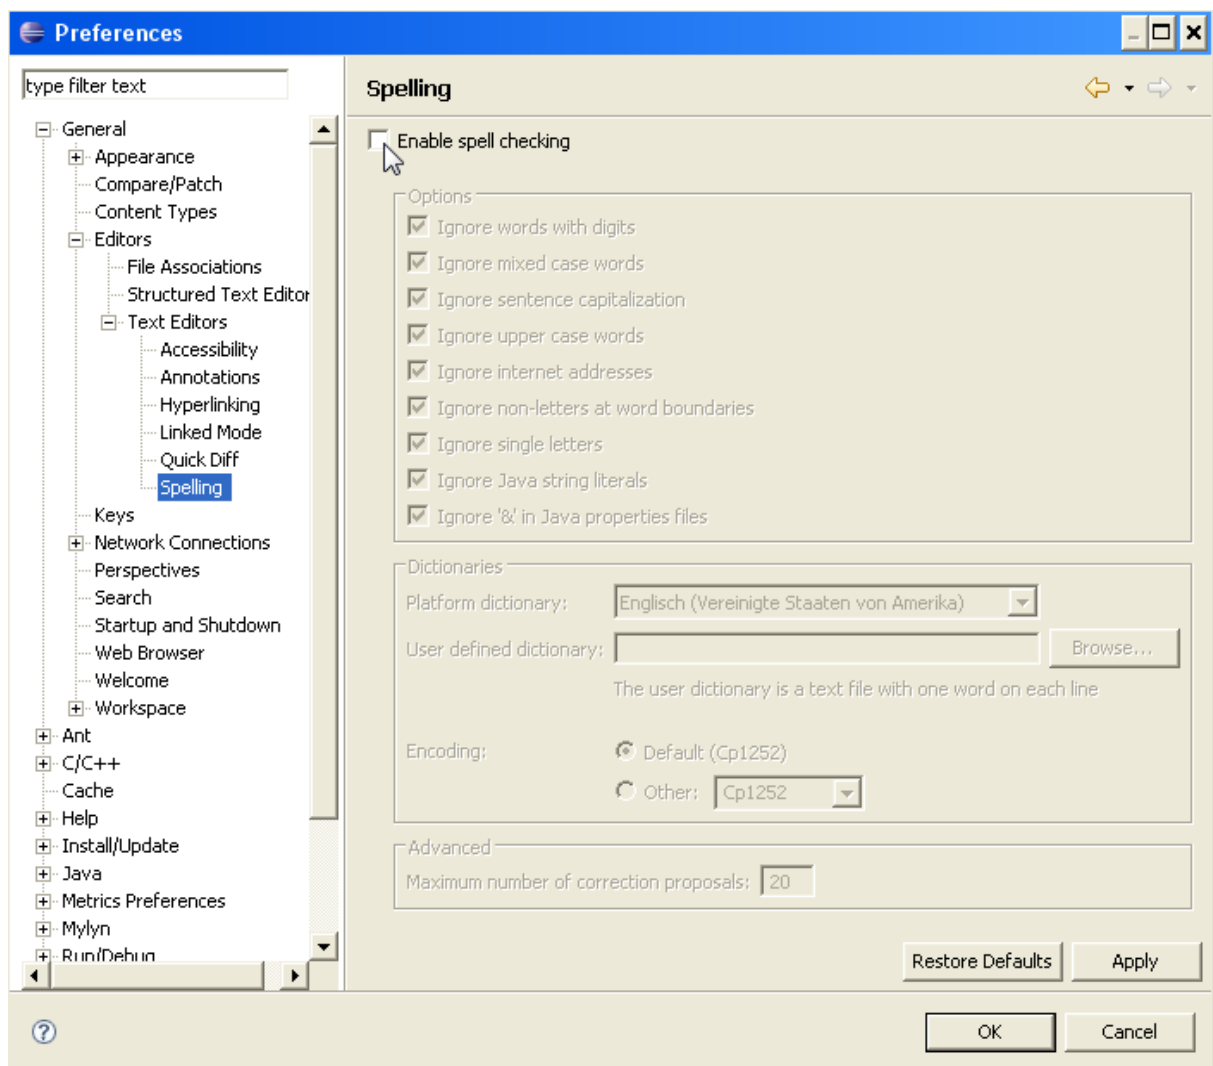 Preferences
type filter text
General
Appearance
Compare/Patch
Content Types
Editors
File Associations
Structured Text Editor
Text Editors
Accessibility
Annotations
Hyperlinking
Linked Mode
Quick Diff
Spelling
Keys
Network Connections
Perspectives
Search
Startup and Shutdown
Web Browser
Welcome
Workspace
Ant
C/C++
Cache
Help
Install/Update
Java
Metrics Preferences
Mylyn
Run/Debug
Spelling
Enable spell checking
Options
Ignore words with digits
Ignore mixed case words
Ignore sentence capitalization
Ignore upper case words
Ignore internet addresses
Ignore non-letters at word boundaries
Ignore single letters
Ignore Java string literals
Ignore '&' in Java properties files
Dictionaries
Platform dictionary: Englisch (Vereinigte Staaten von Amerika)
User defined dictionary: Browse...
The user dictionary is a text file with one word on each line
Encoding: Default (Cp1252)
Other: Cp1252
Advanced
Maximum number of correction proposals: 20
Restore Defaults Apply
? OK Cancel